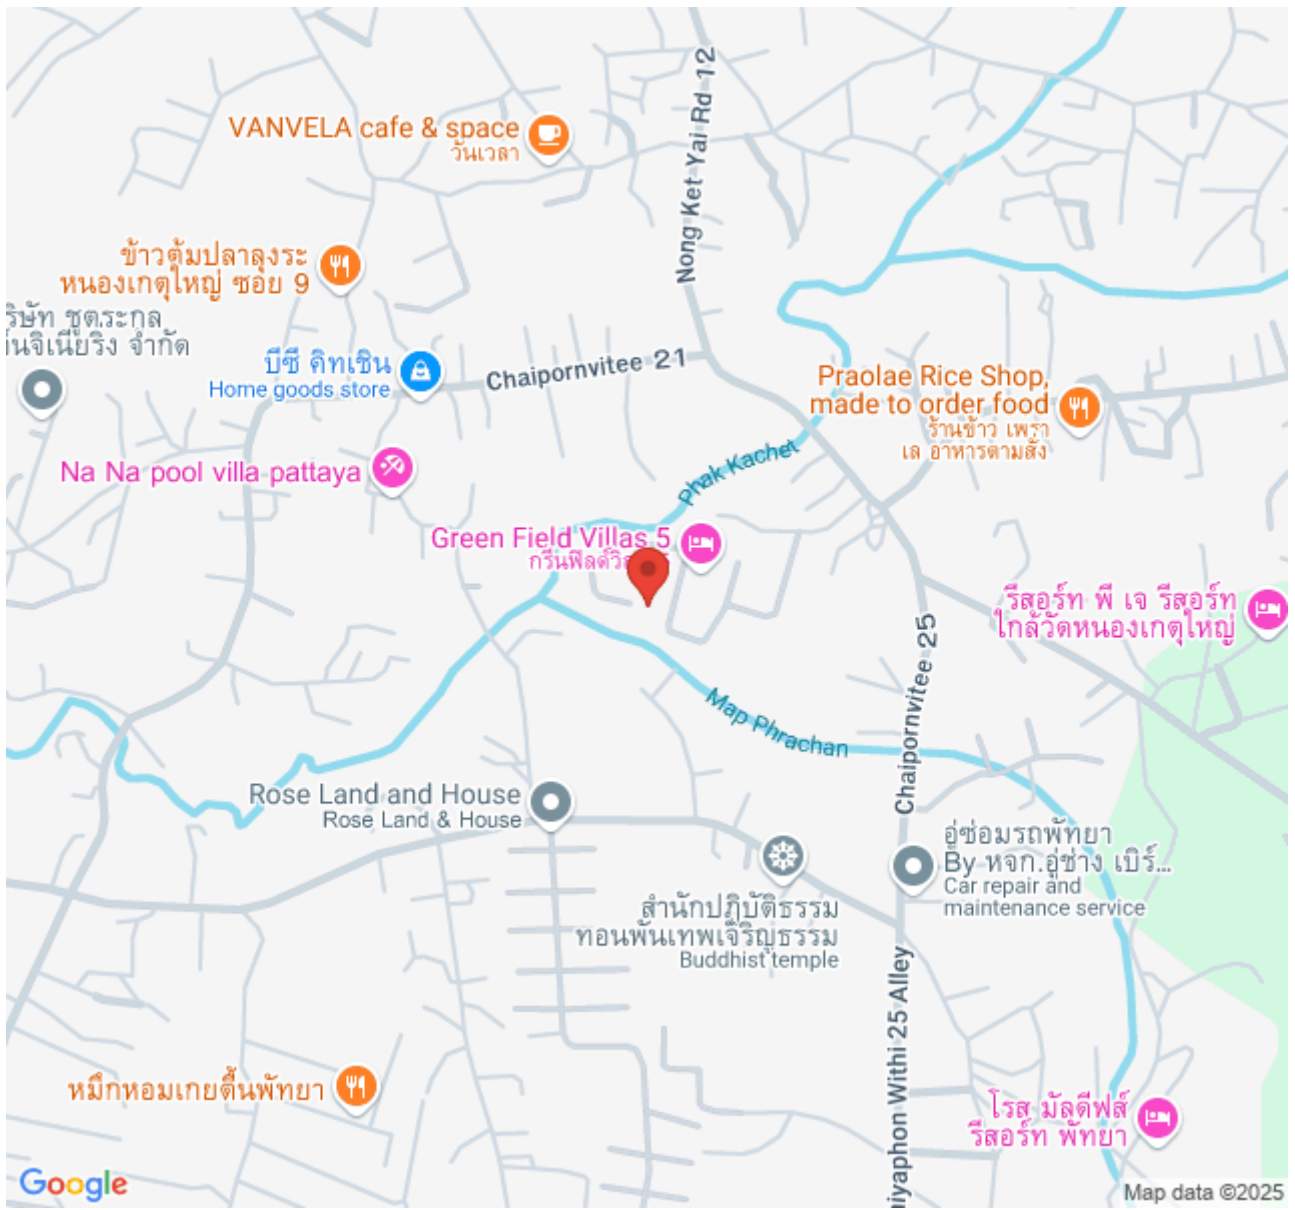 Nong Ket Yai Rd 12
VANVELA cafe & space
วันเวลา
ข้าวต้มปลาลุงระ
หนองเกตุใหญ่ ซอย 9
ริษัท ชูตระกูล
นจิเนียริง จำกัด
บีซี คิทเชิน
Home goods store
Chaipornvitee 21
Praolae Rice Shop,
made to order food
ร้านข้าว เพรา
เล อาหารตามสั่ง
Na Na pool villa pattaya
Phak Kachet
Green Field Villas 5
กรีนฟิลด์
รีสอร์ท พี เจ รีสอร์ท
ใกล้วัดหนองเกตุใหญ่
Chaipornvitee 25
Map Phrachan
Rose Land and House
Rose Land & House
อู่ซ่อมรถพัทยา
By หจก.อู่ช่าง เบิร์...
Car repair and
maintenance service
สำนักปฏิบัติธรรม
ทอนพันเทพเจริญธรรม
Buddhist temple
iyaphon Withi 25 Alley
หมึกหอมเกยตื้นพัทยา
โรส มัลดีฟส์
รีสอร์ท พัทยา
Google
Map data ©2025